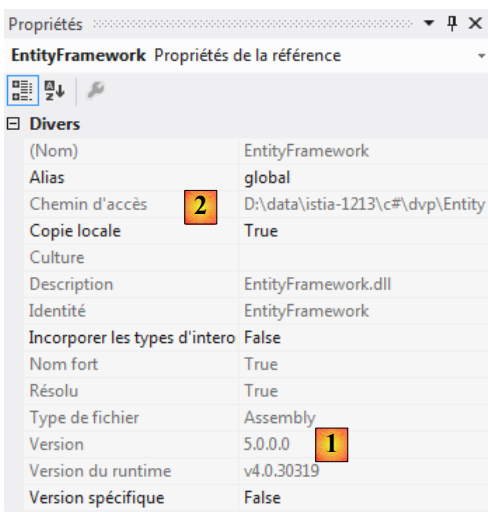 Propriétés
EntityFramework Propriétés de la référence
Divers
(Nom) EntityFramework
Alias global
Chemin d'accès 2 D:\data\istia-1213\c#\dvp\Entity
Copie locale True
Culture
Description EntityFramework.dll
Identité EntityFramework
Incorporer les types d'intero False
Nom fort True
Résolu True
Type de fichier Assembly
Version 5.0.0.0 1
Version du runtime v4.0.30319
Version spécifique False